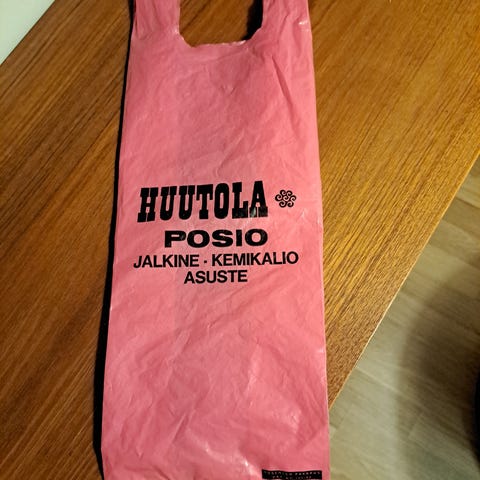 HUUTOLA
POSIO
JALKINE - KEMIKALIO
ASUSTE